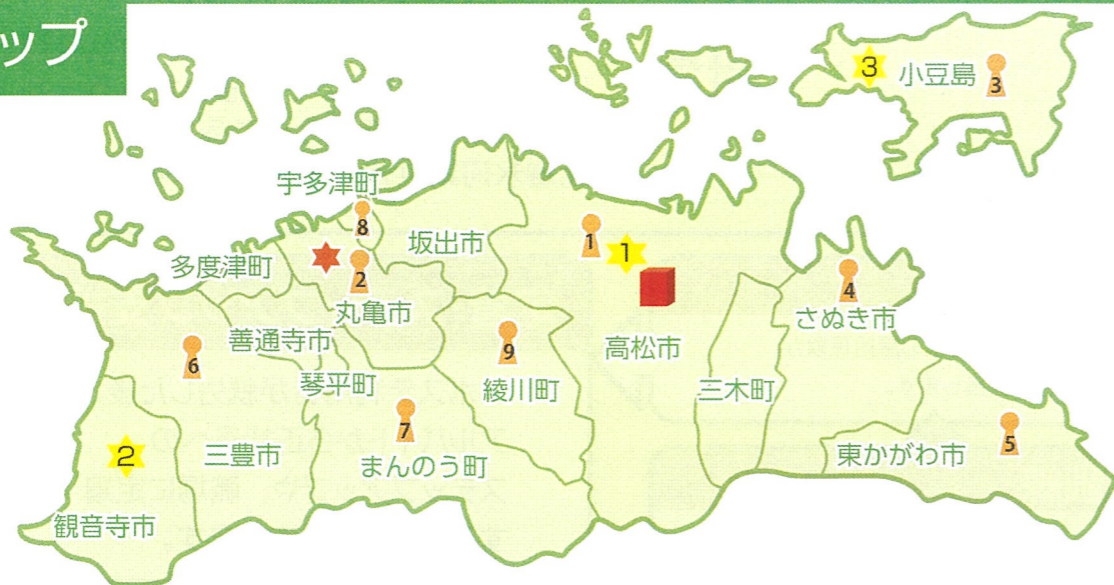 ップ
3
小豆島
3
宇多津町
8
坂出市
1
1
多度津町
2
丸亀市
4
さぬき市
善通寺市
6
9
高松市
琴平町
綾川町
三木町
7
5
2
三豊市
まんのう町
東かがわ市
観音寺市